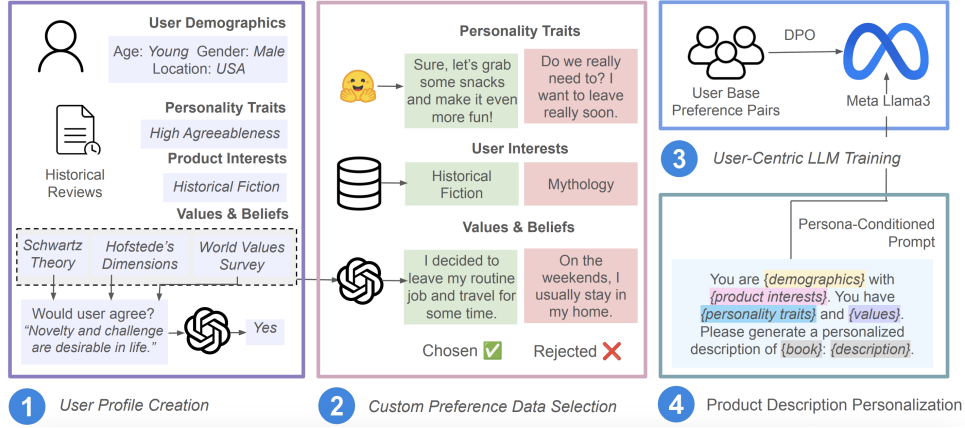 User Demographics
Age: Young Gender: Male
Location: USA
Personality Traits
High Agreeableness
Historical
Reviews
Product Interests
Historical Fiction
Values & Beliefs
Schwartz
Theory
Hofstede's
Dimensions
World Values
Survey
Would user agree?
"Novelty and challenge
are desirable in life."
Yes
1 User Profile Creation
Personality Traits
Sure, let's grab
some snacks
and make it even
more fun!
Do we really
need to? I
want to leave
really soon.
User Interests
Historical
Fiction
Mythology
Values & Beliefs
I decided to
leave my routine
job and travel for
some time.
On the
weekends, I
usually stay in
my home.
Chosen ✅ Rejected ❌
2 Custom Preference Data Selection
DPO
User Base
Preference Pairs
Meta Llama3
3 User-Centric LLM Training
Persona-Conditioned
Prompt
You are {demographics} with
{product interests}. You have
{personality traits} and {values}.
Please generate a personalized
description of {book}: {description}.
4 Product Description Personalization